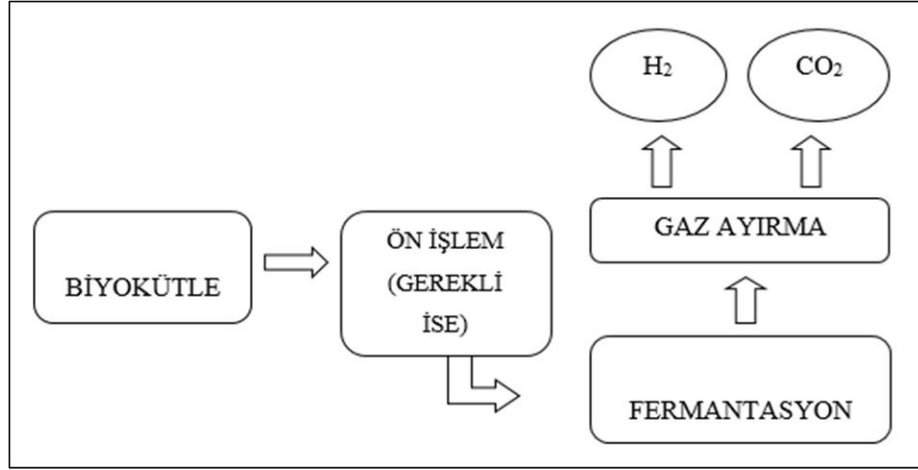 BİYOKÜTLE
ÖN İŞLEM
(GEREKLİ
İSE)
FERMANTASYON
GAZ AYIRMA
H₂
CO₂